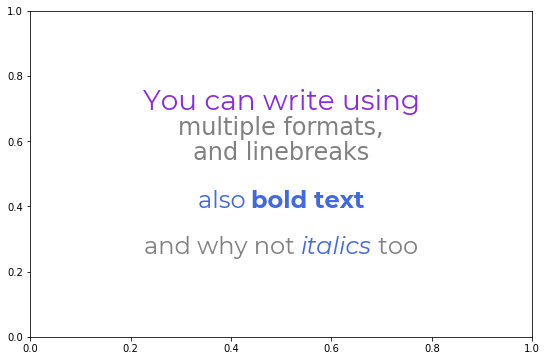 1.0
0.8
0.6
0.4
0.2
0.0
You can write using
multiple formats,
and linebreaks
also bold text
and why not italics too
0.0 0.2 0.4 0.6 0.8 1.0